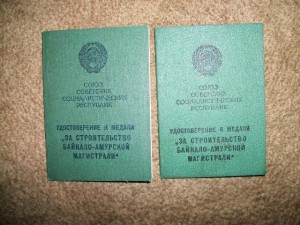 СОЮЗ
СОВЕТСКИХ
СОЦИАЛИСТИЧЕСКИХ
РЕСПУБЛИК
УДОСТОВЕРЕНИЕ К МЕДАЛИ
„ЗА СТРОИТЕЛЬСТВО
БАЙКАЛО-АМУРСКОЙ
МАГИСТРАЛИ“
СОЮЗ
СОВЕТСКИХ
СОЦИАЛИСТИЧЕСКИХ
РЕСПУБЛИК
УДОСТОВЕРЕНИЕ К МЕДАЛИ
„ЗА СТРОИТЕЛЬСТВО
БАЙКАЛО-АМУРСКОЙ
МАГИСТРАЛИ“